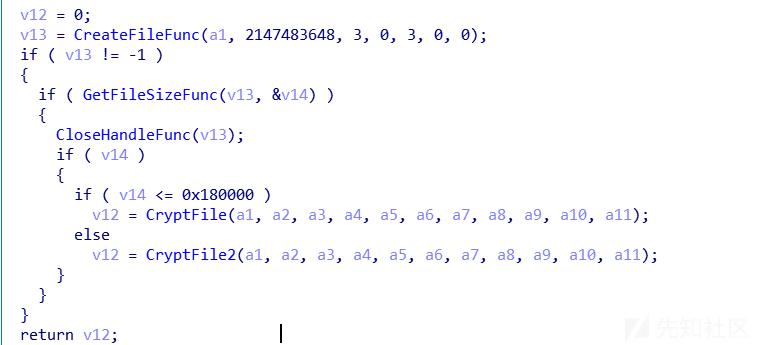 v12 = 0;
v13 = CreateFileFunc(a1, 2147483648, 3, 0, 3, 0, 0);
if ( v13 != -1 )
{
  if ( GetFileSizeFunc(v13, &v14) )
  {
    CloseHandleFunc(v13);
    if ( v14 )
    {
      if ( v14 <= 0x180000 )
        v12 = CryptFile(a1, a2, a3, a4, a5, a6, a7, a8, a9, a10, a11);
      else
        v12 = CryptFile2(a1, a2, a3, a4, a5, a6, a7, a8, a9, a10, a11);
    }
  }
}
return v12;
先知社区